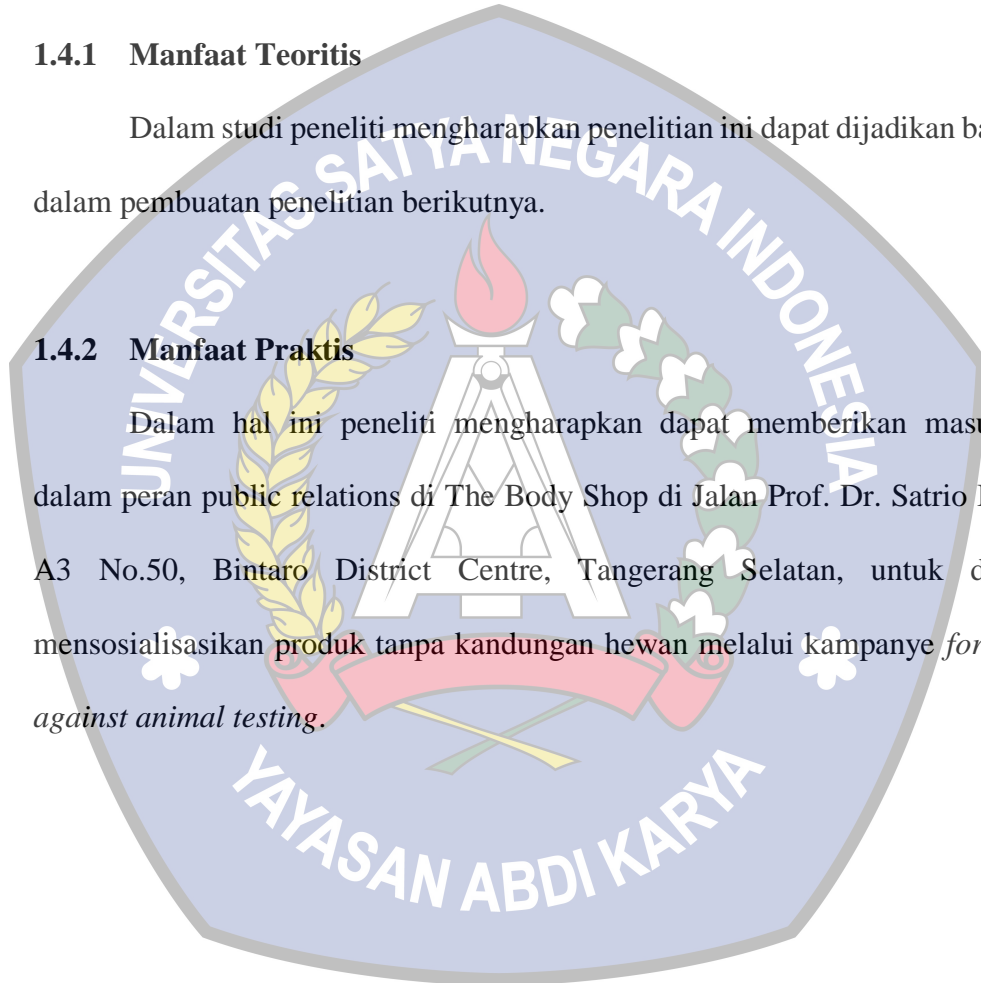 1.4.1 Manfaat Teoritis
Dalam studi peneliti mengharapkan penelitian ini dapat dijadikan ba
dalam pembuatan penelitian berikutnya.
1.4.2 Manfaat Praktis
Dalam hal ini peneliti mengharapkan dapat memberikan masu
dalam peran public relations di The Body Shop di Jalan Prof. Dr. Satrio
A3 No.50, Bintaro District Centre, Tangerang Selatan, untuk d
mensosialisasikan produk tanpa kandungan hewan melalui kampanye for
against animal testing.
UNIVERSITAS SATYA NEGARA INDONESIA
YAYASAN ABDI KARYA